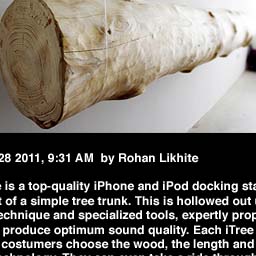 28 2011, 9:31 AM by Rohan Likhite
is a top-quality iPhone and iPod docking sta
of a simple tree trunk. This is hollowed out
echnique and specialized tools, expertly prop
produce optimum sound quality. Each iTree
costumers choose the wood, the length and